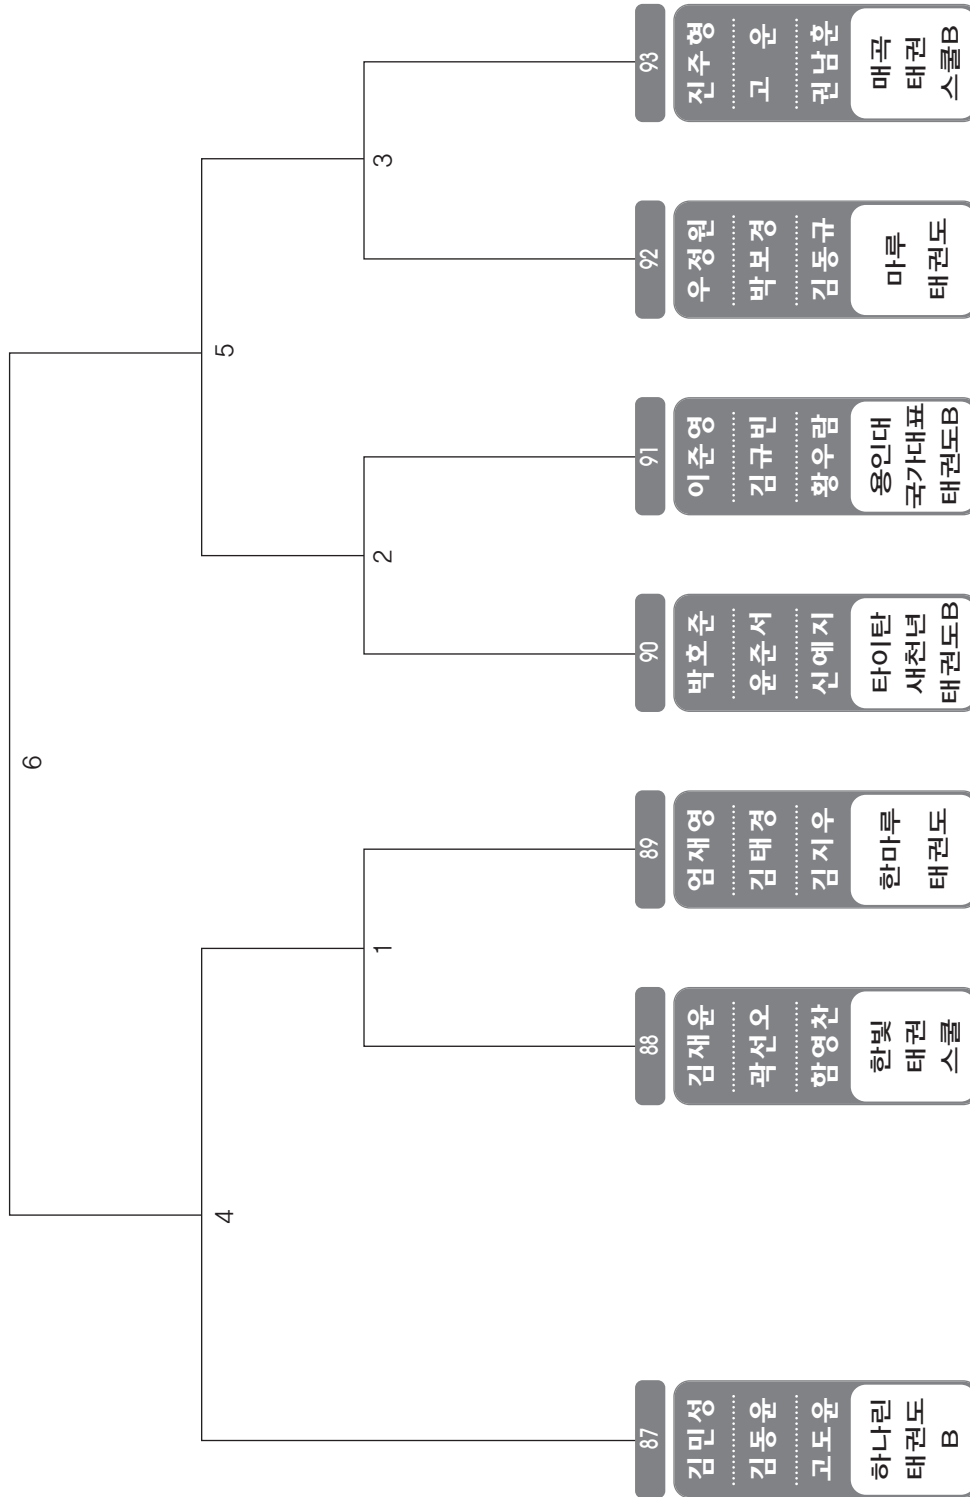 6
4
5
1
2
3
87
김민성
김동윤
고도윤
하나린
태권도
B
88
김재윤
곽선오
함영찬
한빛
태권
스쿨
89
엄재영
김태경
김지우
한마루
태권도
90
박호준
윤준서
신예지
타이탄
새천년
태권도B
91
이준영
김규빈
황우람
용인대
국가대표
태권도B
92
우정원
박보경
김동규
마루
태권도
93
진주형
고 운
권남훈
매곡
태권
스쿨B